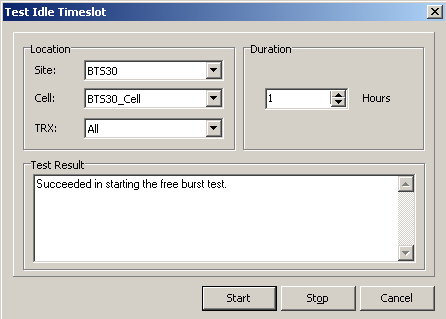 Test Idle Timeslot
Location
Duration
Site: BTS30
Cell: BTS30_Cell
1 Hours
TRX: All
Test Result
Succeeded in starting the free burst test.
Start Stop Cancel